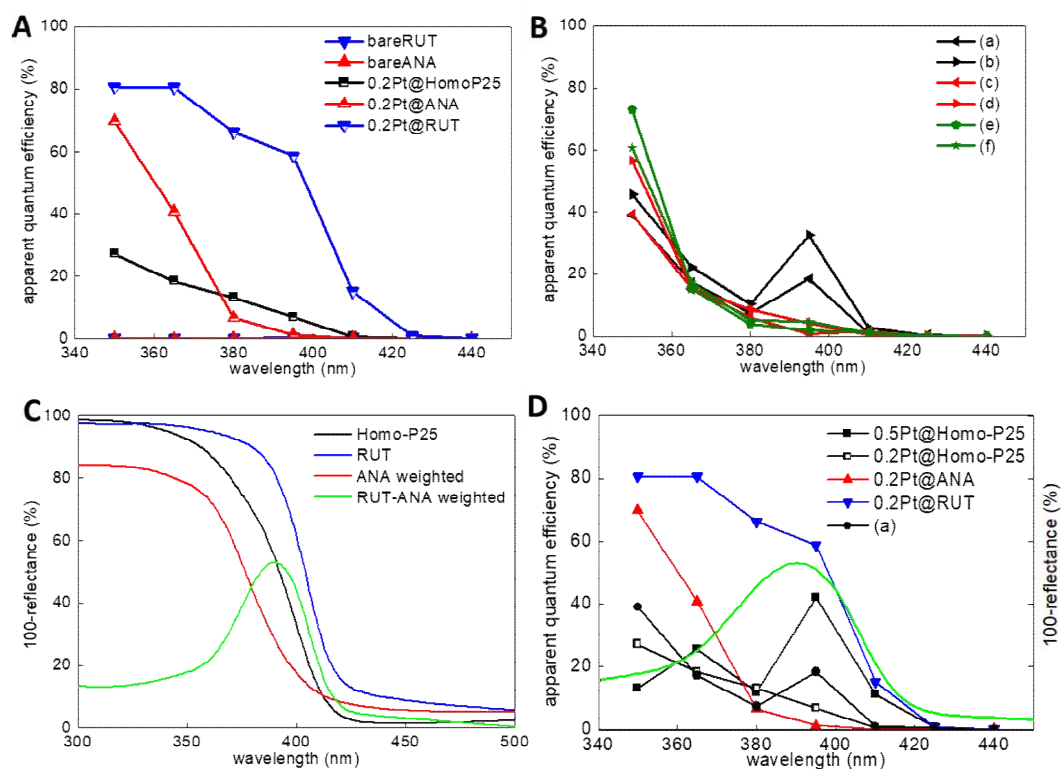 A
apparent quantum efficiency (%)
100
80
60
40
20
0
340
360
380
400
420
440
wavelength (nm)
bareRUT
bareANA
0.2Pt@HomoP25
0.2Pt@ANA
0.2Pt@RUT
B
apparent quantum efficiency (%)
100
80
60
40
20
0
340
360
380
400
420
440
wavelength (nm)
(a)
(b)
(c)
(d)
(e)
(f)
C
100-reflectance (%)
100
80
60
40
20
0
300
350
400
450
500
wavelength (nm)
Homo-P25
RUT
ANA weighted
RUT-ANA weighted
D
apparent quantum efficiency (%)
100
80
60
40
20
0
340
360
380
400
420
440
wavelength (nm)
0.5Pt@Homo-P25
0.2Pt@Homo-P25
0.2Pt@ANA
0.2Pt@RUT
(a)
100-reflectance (%)